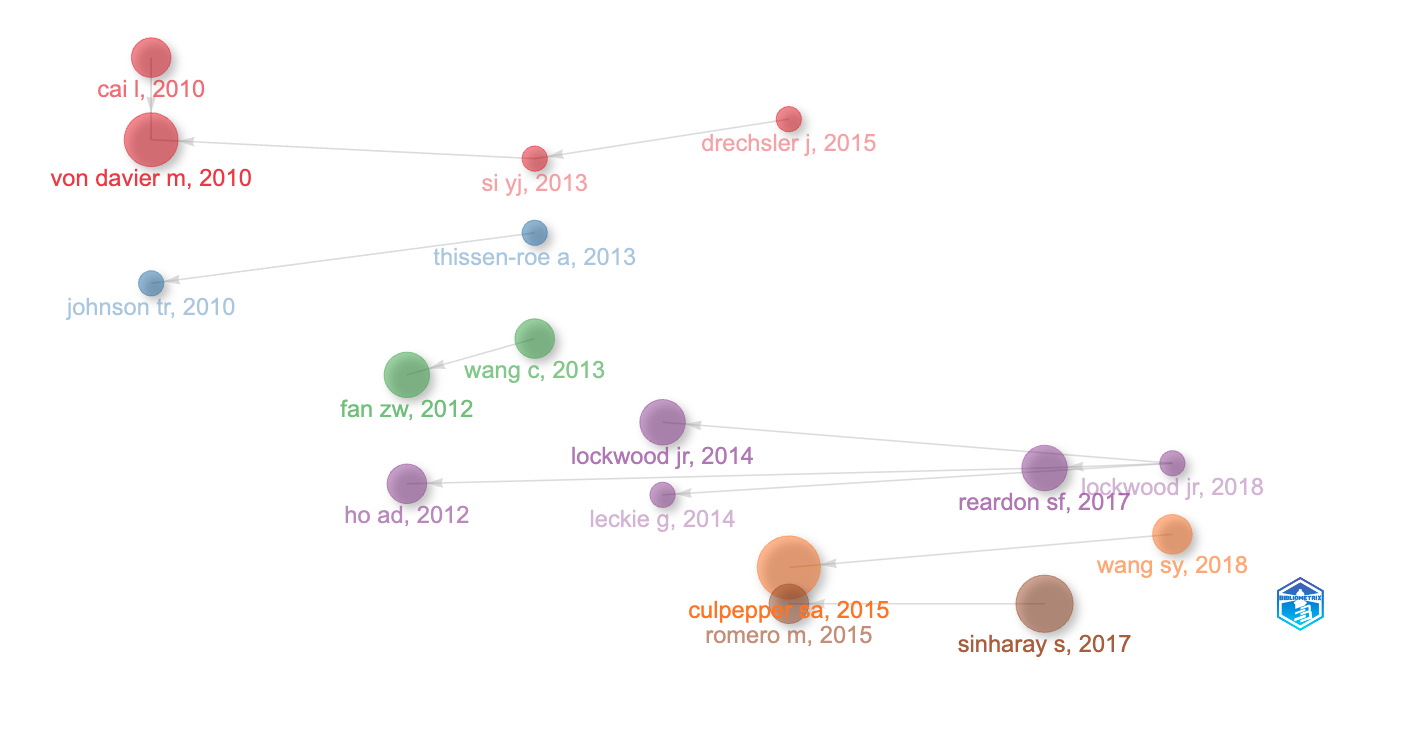 cai l, 2010
von davier m, 2010
drechsler j, 2015
si yj, 2013
thissen-roe a, 2013
johnson tr, 2010
wang c, 2013
fan zw, 2012
lockwood jr, 2014
lockwood jr, 2018
reardon sf, 2017
ho ad, 2012
leckie g, 2014
wang sy, 2018
culpepper sa, 2015
romero m, 2015
sinharay s, 2017
BIBLIOMETRIX